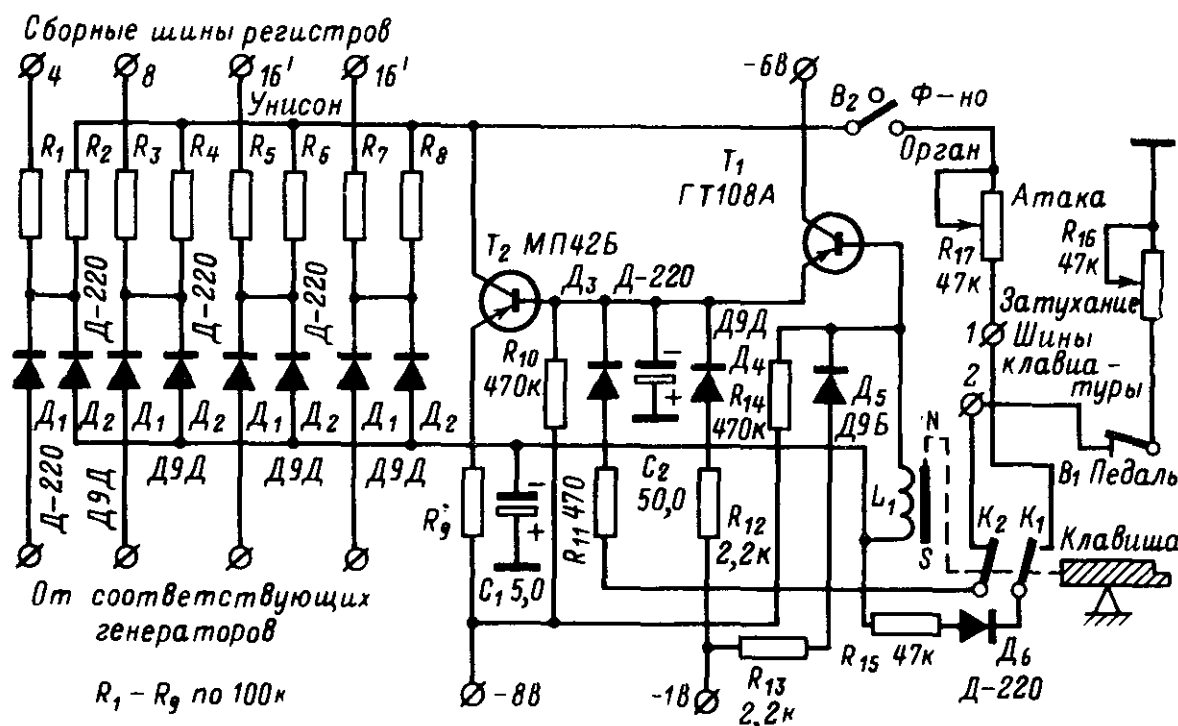 Сборные шины регистров
4
8
16'
16'
Унисон
-6В
В₂
Ф-но
Орган
R₁
R₂
R₃
R₄
R₅
R₆
R₇
R₈
Т₁
ГТ108А
Атака
R₁₇
47к
R₁₆
47к
Затухание
Т₂ МП42Б
Д₃
Д-220
Д9Д
Д-220
Д-220
Д-220
1
Шины
клавиа-
туры
2
R₁₀
470к
Д₄
R₁₄
470к
Д₅
Д9Б
Д₁
Д₂
Д₁
Д₂
Д₁
Д₂
Д₁
Д₂
Д-220
Д9Д
Д9Д
Д9Д
Д9Д
N
L₁
S
В₁ Педаль
R₉
С₁ 5,0
R₁₁ 470
С₂
50,0
R₁₂
2,2к
К₂
К₁
Клавиша
От соответствующих
генераторов
R₁₅
47к
Д₆
Д-220
R₁ – R₉ по 100к
-8В
-1В
R₁₃
2,2к